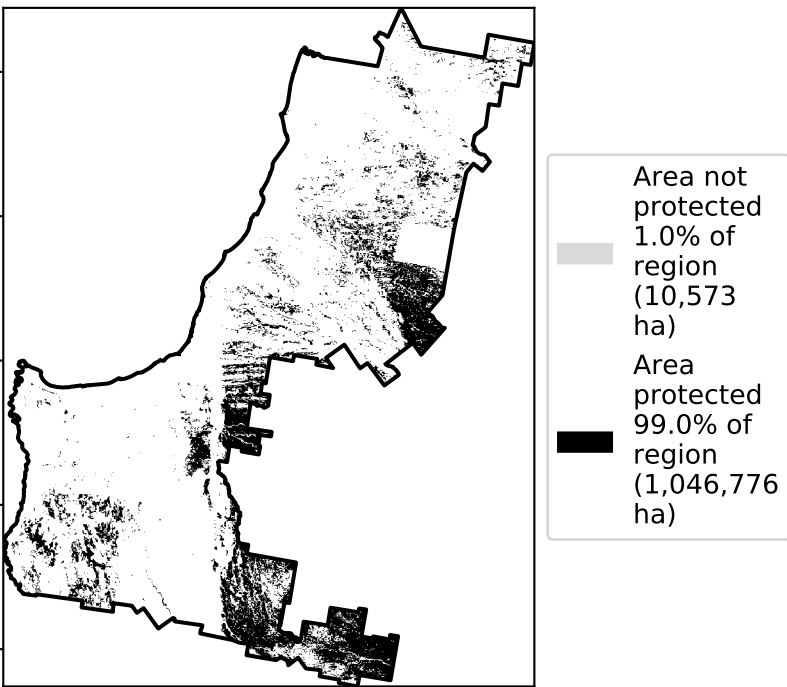 Area not
protected
1.0% of
region
(10,573
ha)
Area
protected
99.0% of
region
(1,046,776
ha)